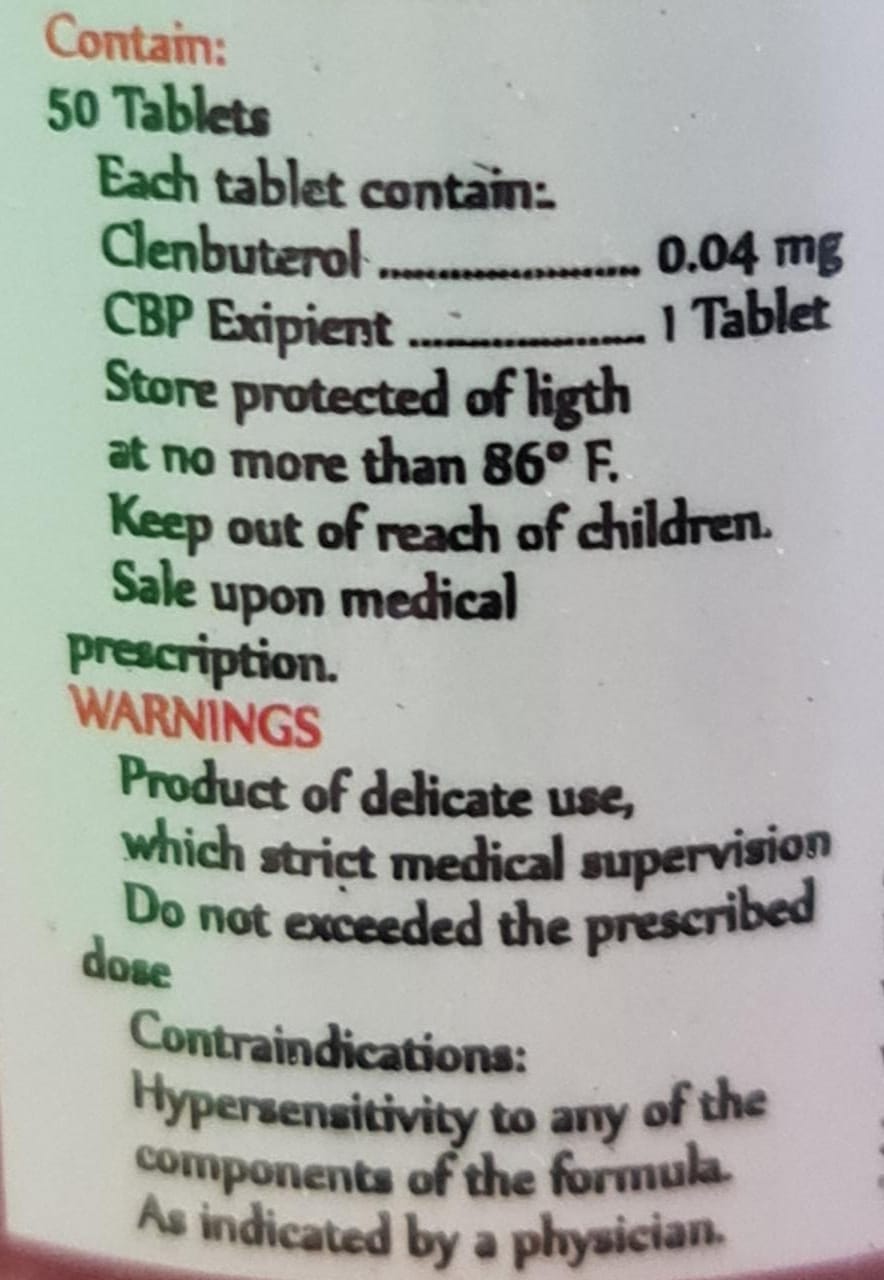 Contain:
50 Tablets
Each tablet contain:
Clenbuterol .................... 0.04 mg
CBP Exipient .................. 1 Tablet
Store protected of ligth
at no more than 86° F.
Keep out of reach of children.
Sale upon medical
prescription.
WARNINGS
Product of delicate use,
which strict medical supervision
Do not exceeded the prescribed
dose
Contraindications:
Hypersensitivity to any of the
components of the formula.
As indicated by a physician.